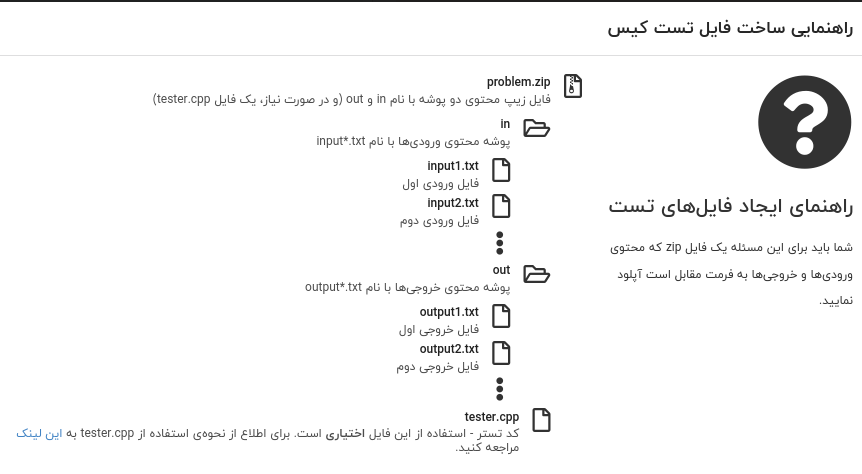 راهنمایی ساخت فایل تست کیس
راهنمای ایجاد فایل‌های تست
شما باید برای این مسئله یک فایل zip که محتوی
ورودی‌ها و خروجی‌ها به فرمت مقابل است آپلود
نمایید.
problem.zip
فایل زیپ محتوی دو پوشه با نام in و out (و در صورت نیاز، یک فایل tester.cpp)
in
پوشه محتوی ورودی‌ها با نام input*.txt
input1.txt
فایل ورودی اول
input2.txt
فایل ورودی دوم
out
پوشه محتوی خروجی‌ها با نام output*.txt
output1.txt
فایل خروجی اول
output2.txt
فایل خروجی دوم
tester.cpp
کد تستر - استفاده از این فایل اختیاری است. برای اطلاع از نحوه‌ی استفاده از tester.cpp به این لینک
مراجعه کنید.